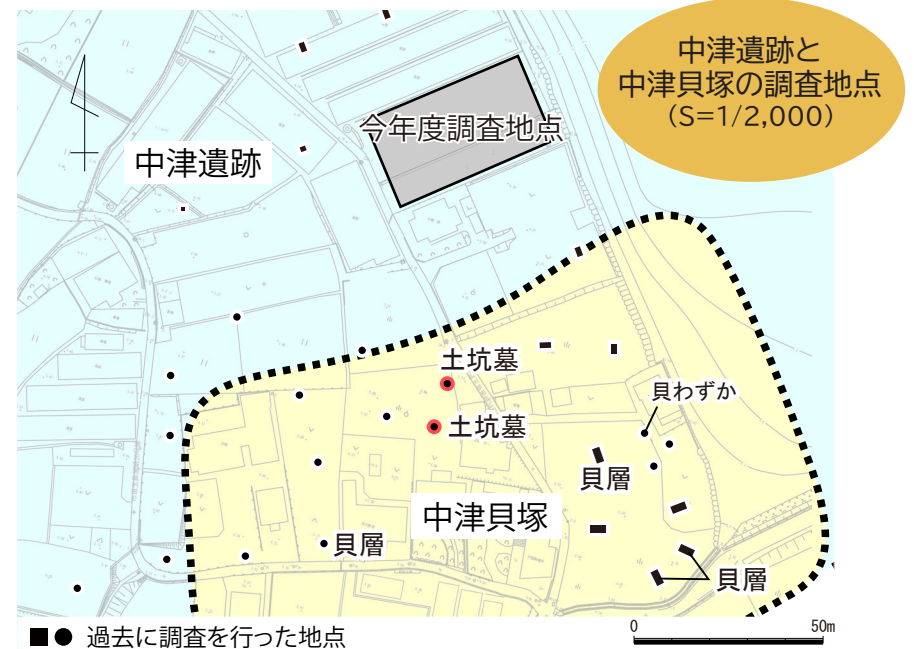 中津遺跡と
中津貝塚の調査地点
（S=1/2,000）
今年度調査地点
中津遺跡
土坑墓
貝わずか
土坑墓
貝層
中津貝塚
貝層
貝層
■● 過去に調査を行った地点
0 50m